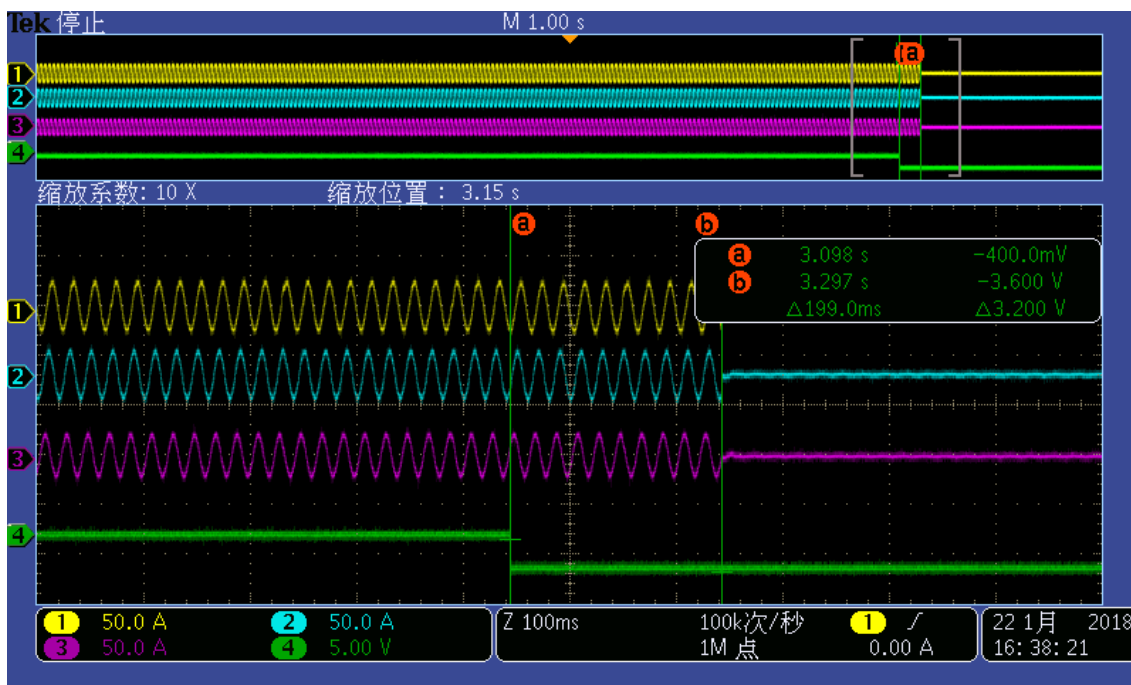 Tek 停止 M 1.00 s
a
1
2
3
4
缩放系数: 10 X 缩放位置 : 3.15 s
a b
a 3.098 s -400.0mV
b 3.297 s -3.600 V
△199.0ms △3.200 V
1
2
3
4
1 50.0 A 2 50.0 A Z 100ms 100k次/秒 1 22 1月 2018
3 50.0 A 4 5.00 V 1M 点 0.00 A 16:38:21